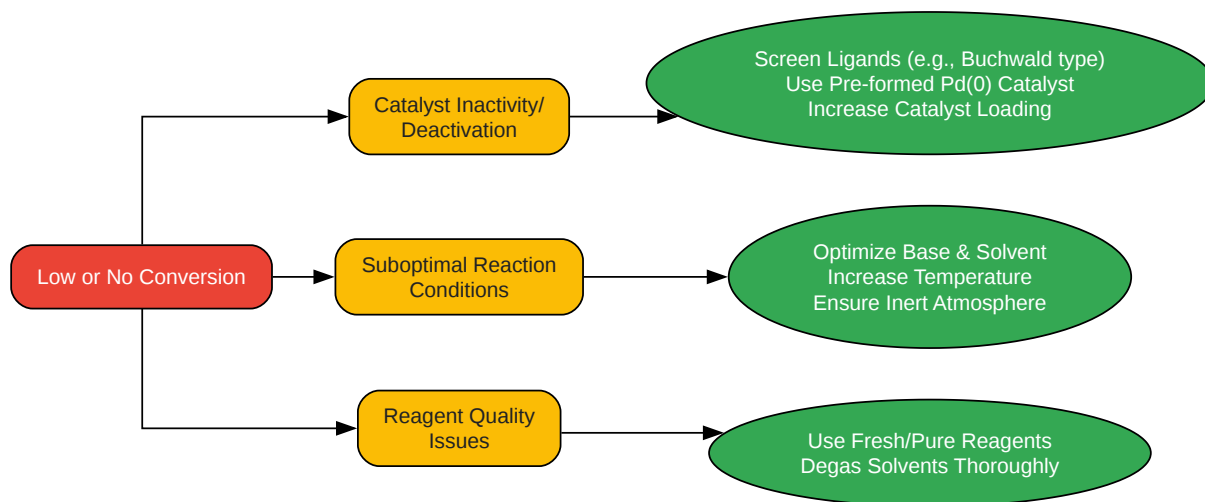 Low or No Conversion
Catalyst Inactivity/
Deactivation
Screen Ligands (e.g., Buchwald type)
Use Pre-formed Pd(0) Catalyst
Increase Catalyst Loading
Suboptimal Reaction
Conditions
Optimize Base & Solvent
Increase Temperature
Ensure Inert Atmosphere
Reagent Quality
Issues
Use Fresh/Pure Reagents
Degas Solvents Thoroughly